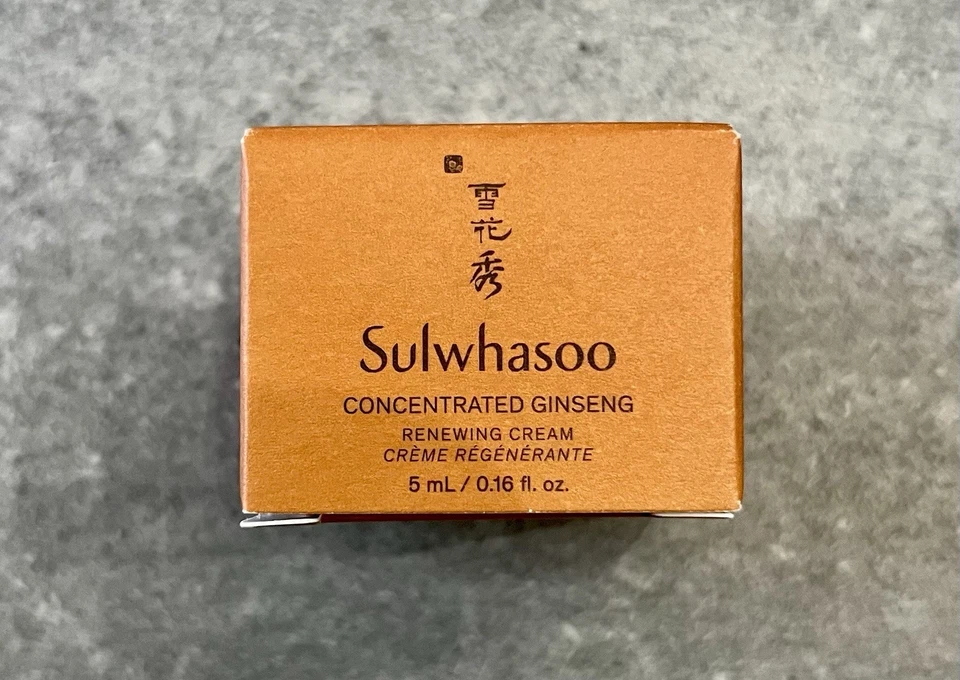 雪花秀
Sulwhasoo
CONCENTRATED GINSENG
RENEWING CREAM
CRÈME RÉGÉNÉRANTE
5 mL / 0.16 fl. oz.